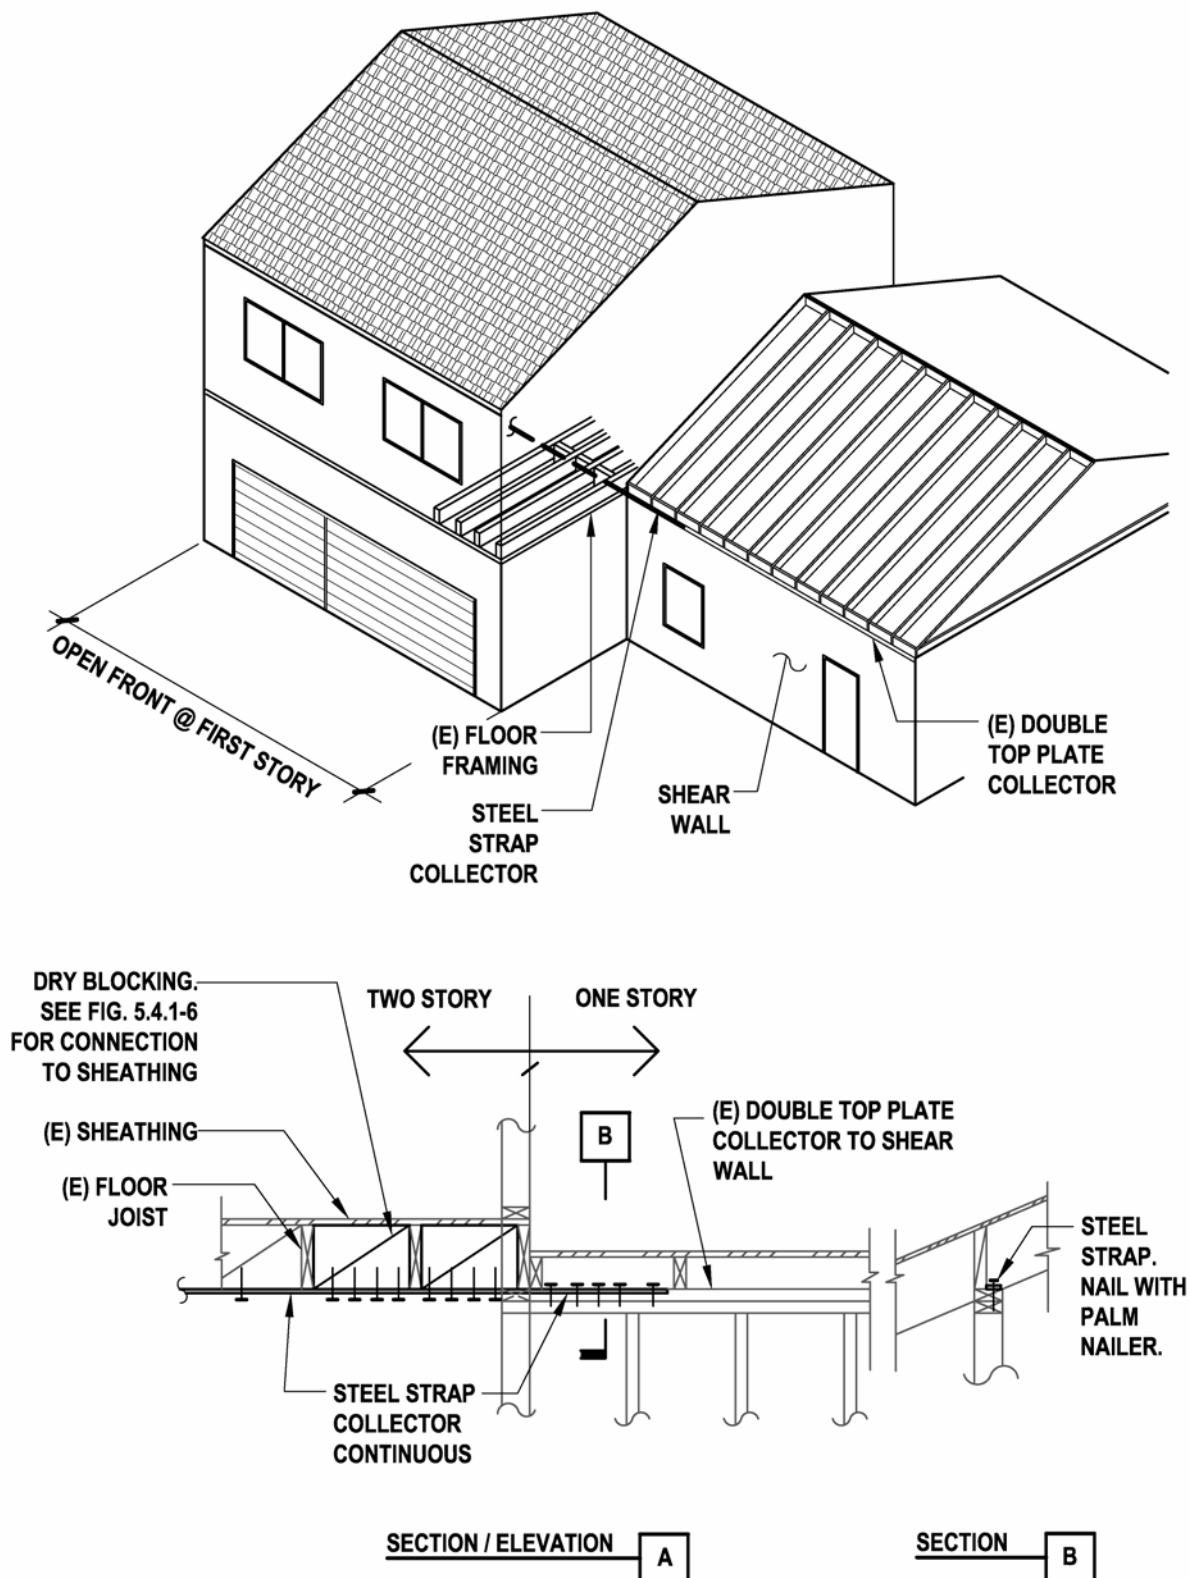 OPEN FRONT @ FIRST STORY
(E) FLOOR
FRAMING
STEEL
STRAP
COLLECTOR
SHEAR
WALL
(E) DOUBLE
TOP PLATE
COLLECTOR
DRY BLOCKING.
SEE FIG. 5.4.1-6
FOR CONNECTION
TO SHEATHING
TWO STORY
ONE STORY
(E) SHEATHING
(E) FLOOR
JOIST
B
(E) DOUBLE TOP PLATE
COLLECTOR TO SHEAR
WALL
STEEL
STRAP.
NAIL WITH
PALM
NAILER.
STEEL STRAP
COLLECTOR
CONTINUOUS
SECTION / ELEVATION A
SECTION B